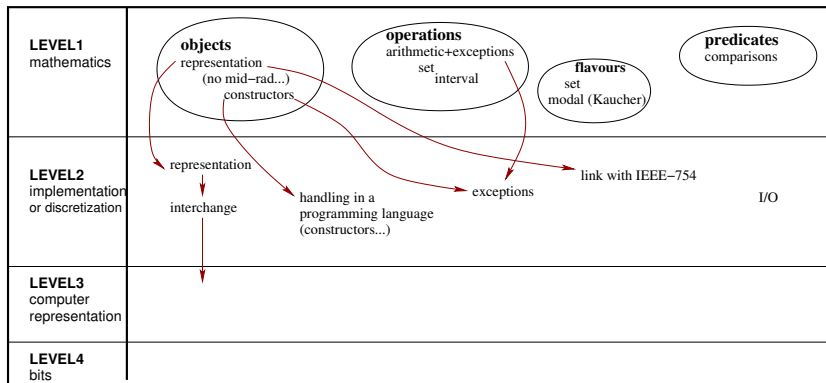 LEVEL1
mathematics
objects
representation
(no mid−rad...)
constructors
operations
arithmetic+exceptions
set
interval
flavours
set
modal (Kaucher)
predicates
comparisons
LEVEL2
implementation
or discretization
representation
interchange
handling in a
programming language
(constructors...)
exceptions
link with IEEE−754
I/O
LEVEL3
computer
representation
LEVEL4
bits